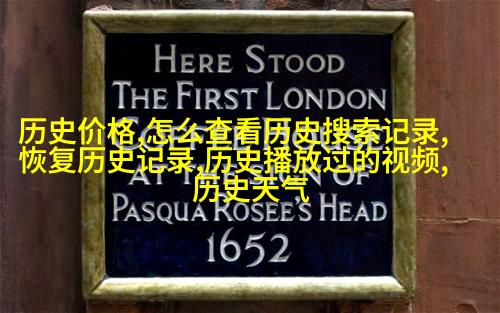 HERE STOOD
THE FIRST LONDON
历史价格,怎么查看历史搜索记录,
恢复历史记录,历史播放过的视频,
AT THE SIGN OF
历史天气
PASQUA ROSEE'S HEAD
1652